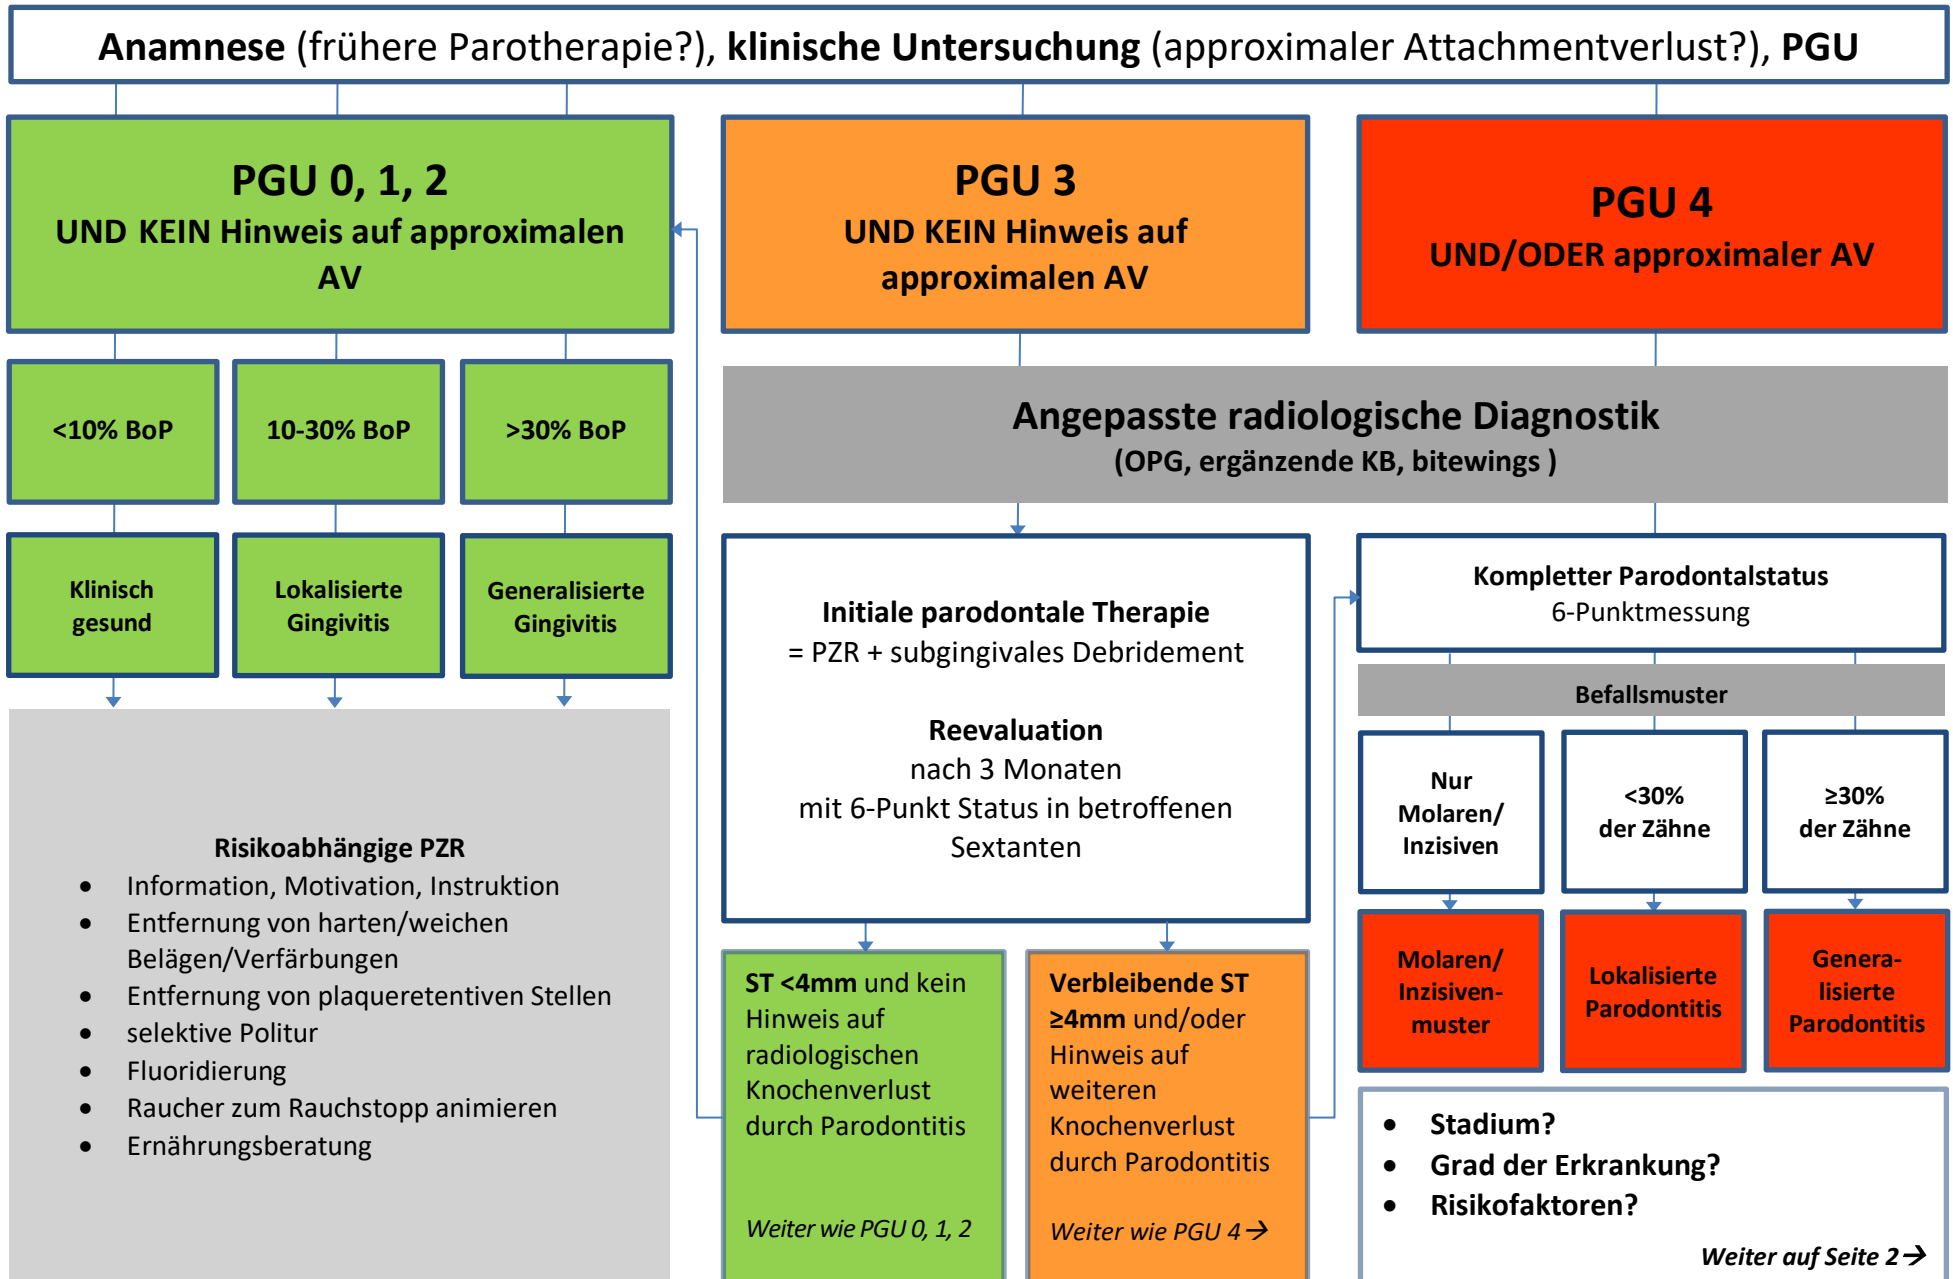 Anamnese (frühere Parotherapie?), klinische Untersuchung (approximaler Attachmentverlust?), PGU
PGU 0, 1, 2
UND KEIN Hinweis auf approximalen
AV
PGU 3
UND KEIN Hinweis auf
approximalen AV
PGU 4
UND/ODER approximaler AV
<10% BoP
10-30% BoP
>30% BoP
Angepasste radiologische Diagnostik
(OPG, ergänzende KB, bitewings )
Klinisch
gesund
Lokalisierte
Gingivitis
Generalisierte
Gingivitis
Risikoabhängige PZR
• Information, Motivation, Instruktion
• Entfernung von harten/weichen
Belägen/Verfärbungen
• Entfernung von plaqueretentiven Stellen
• selektive Politur
• Fluoridierung
• Raucher zum Rauchstopp animieren
• Ernährungsberatung
Initiale parodontale Therapie
= PZR + subgingivales Debridement
Reevaluation
nach 3 Monaten
mit 6-Punkt Status in betroffenen
Sextanten
ST <4mm und kein
Hinweis auf
radiologischen
Knochenverlust
durch Parodontitis
Weiter wie PGU 0, 1, 2
Verbleibende ST
≥4mm und/oder
Hinweis auf
weiteren
Knochenverlust
durch Parodontitis
Weiter wie PGU 4→
Kompletter Parodontalstatus
6-Punktmessung
Befallsmuster
Nur
Molaren/
Inzisiven
<30%
der Zähne
≥30%
der Zähne
Molaren/
Inzisiven-
muster
Lokalisierte
Parodontitis
Genera-
lisierte
Parodontitis
• Stadium?
• Grad der Erkrankung?
• Risikofaktoren?
Weiter auf Seite 2→